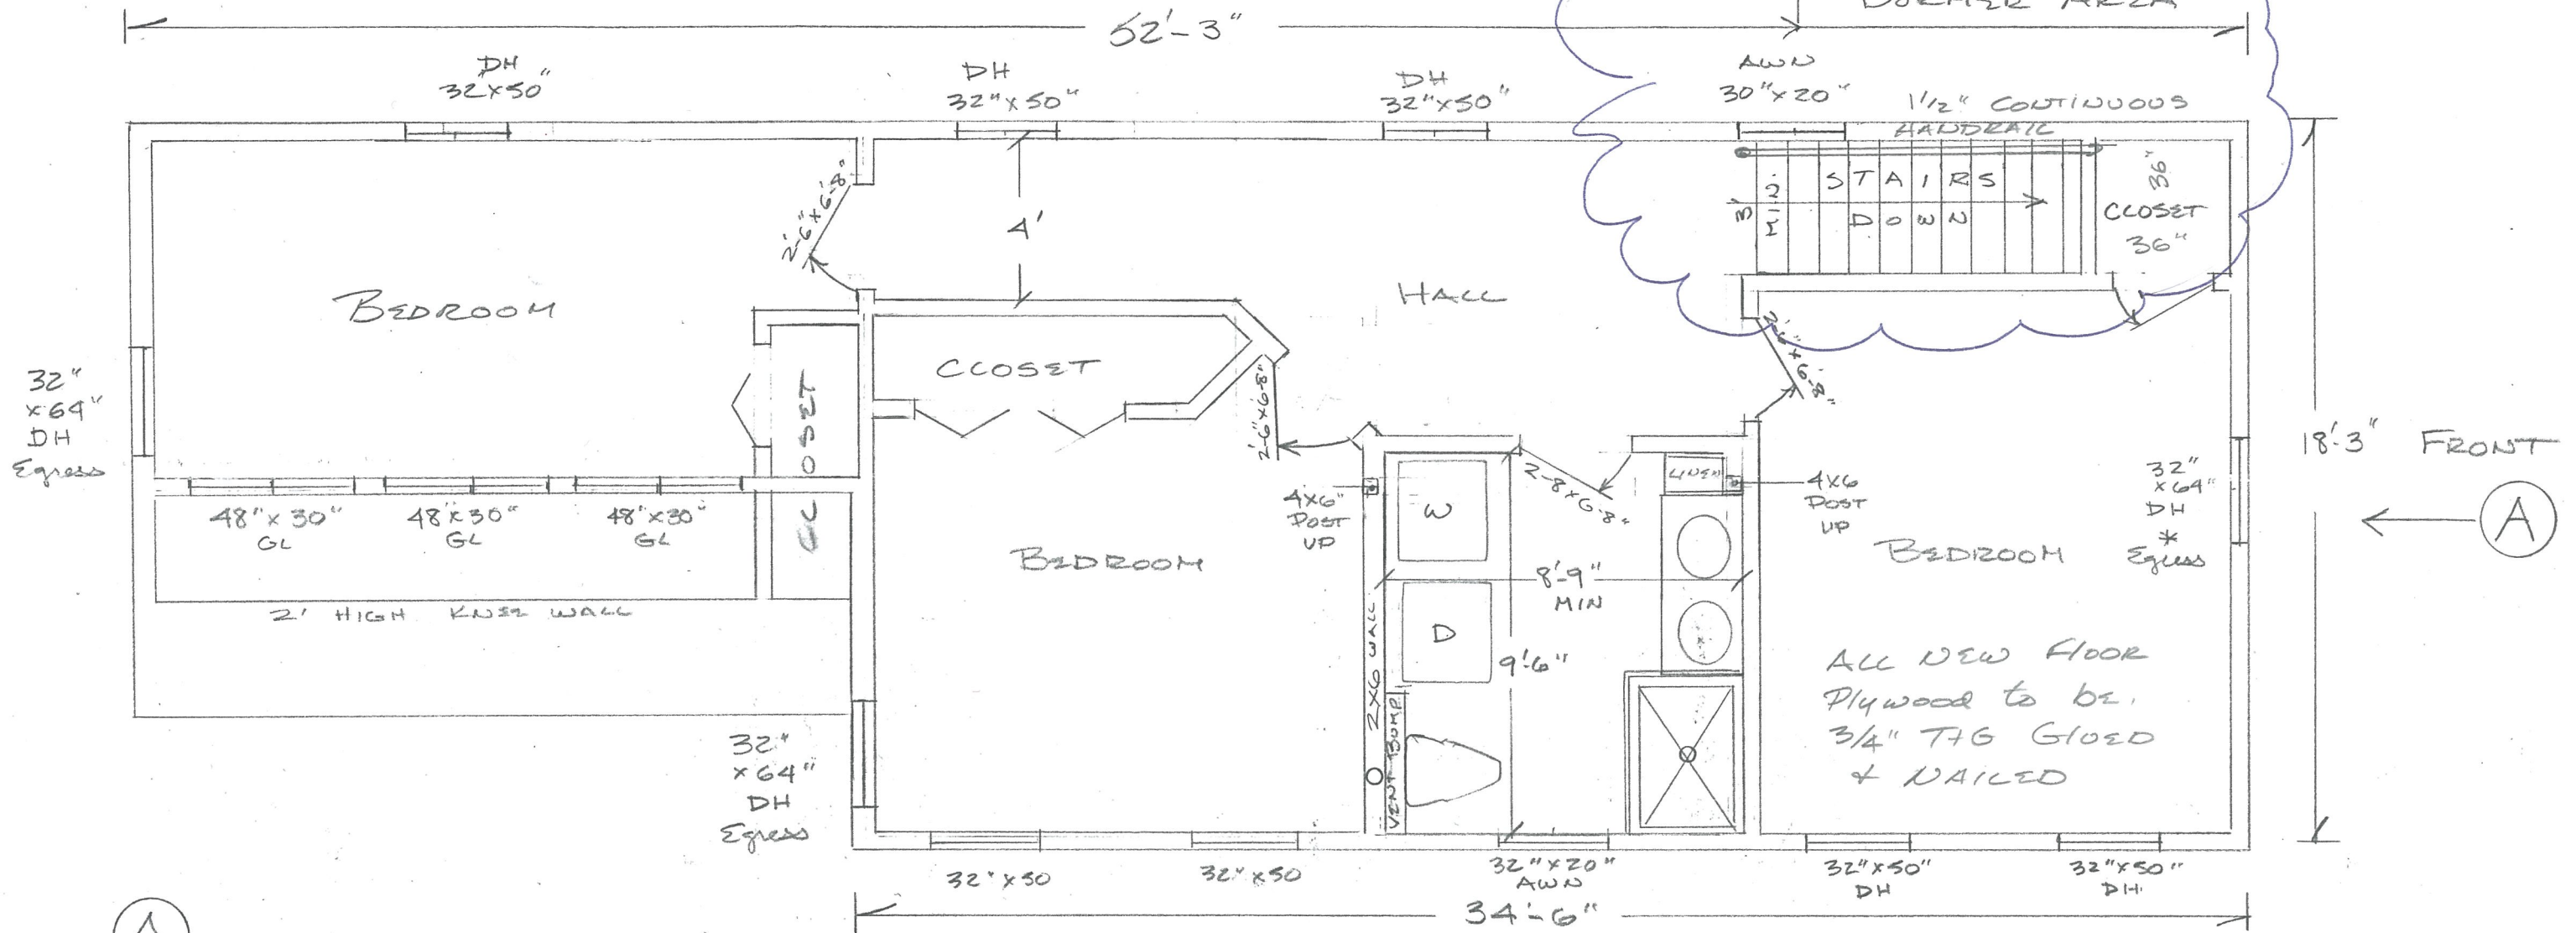 DORMER AREA
52'-3"
DH
32x50"
DH
32"x50"
DH
32"x50"
AWN
30"x20"
1 1/2" CONTINUOUS
HANDRAIL
2'-6"x6'-8"
4'
3'
MIN.
STAIRS
DOWN
36"
CLOSET
36"
BEDROOM
HALL
CLOSET
CLOSET
2'-6"x6'-8"
2'-6"x6'-8"
32"
x64"
DH
Egress
18'-3" FRONT
A
48"x30"
GL
48"x30"
GL
48"x30"
GL
2' HIGH KNEE WALL
4x6"
POST
UP
W
2-8x6'-8"
LINEN
4x6
POST
UP
32"
x64"
DH
*
Egress
BEDROOM
BEDROOM
8'-9"
MIN
D
2x6 WALL
9'-6"
VENT BUMP
ALL NEW FLOOR
Plywood to be.
3/4" T+G GLUED
& NAILED
32"
x64"
DH
Egress
32"x50
32"x50
32"x20"
AWN
32"x50"
DH
32"x50"
DH
34'-6"
A